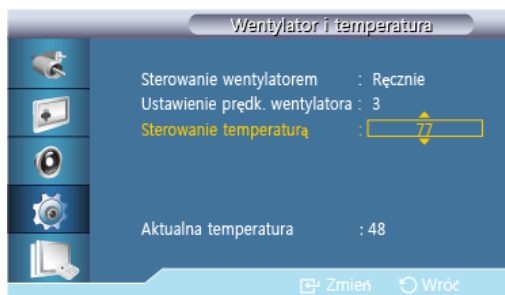 Wentylator i temperatura
Sterowanie wentylatorem : Ręcznie
Ustawienie prędk. wentylatora : 3
Sterowanie temperaturą : 77
Aktualna temperatura : 48
Zmień Wróć